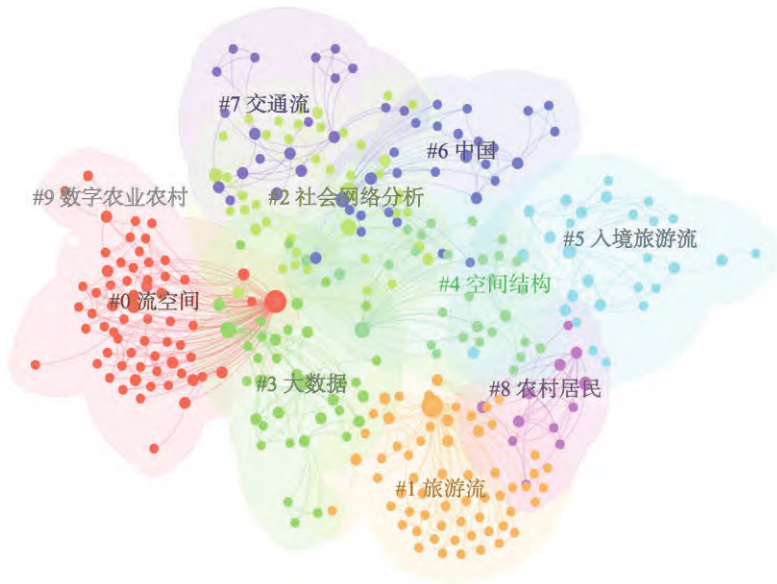 #7 交通流
#6 中国
#9 数字农业农村
#2 社会网络分析
#5 入境旅游流
#4 空间结构
#0 流空间
#3 大数据
#8 农村居民
#1 旅游流